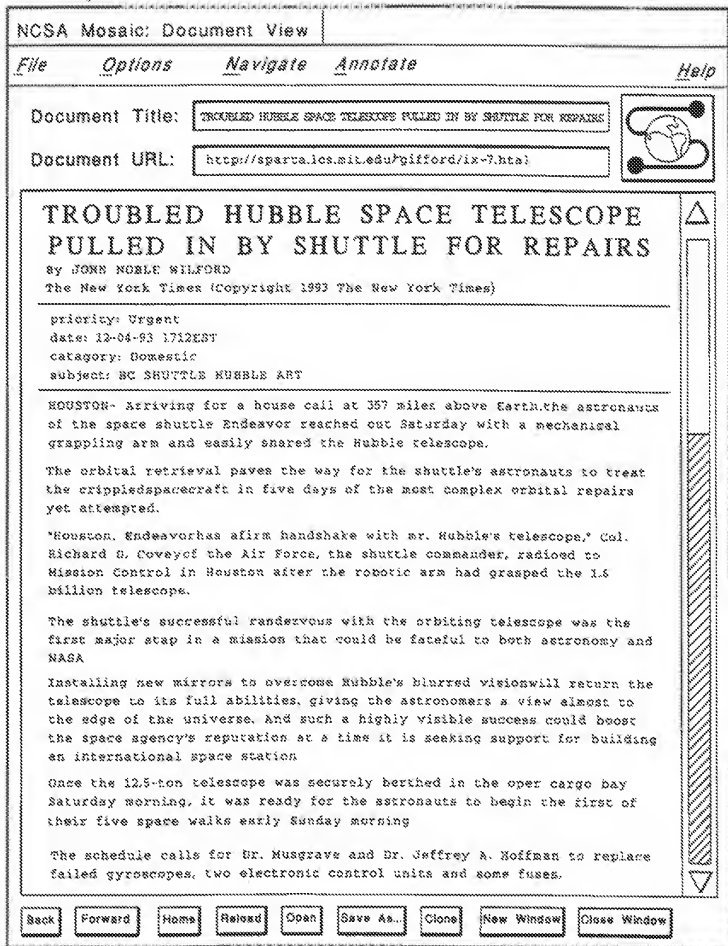 NCSA Mosaic: Document View
File Options Navigate Annotate Help
Document Title: TROUBLED HUBBLE SPACE TELESCOPE PULLED IN BY SHUTTLE FOR REPAIRS
Document URL: http://sparta.lcs.mit.edu/gifford/ix-7.html
TROUBLED HUBBLE SPACE TELESCOPE
PULLED IN BY SHUTTLE FOR REPAIRS
By JOHN NOBLE WILFORD
The New York Times (Copyright 1993 The New York Times)
priority: Urgent
date: 12-04-93 1712EST
catagory: Domestic
subject: BC SHUTTLE HUBBLE ART
HOUSTON- Arriving for a house call at 357 miles above Earth.the astronauts
of the space shuttle Endeavor reached out Saturday with a mechanical
grappling arm and easily snared the Hubble telescope.
The orbital retrieval paves the way for the shuttle's astronauts to treat
the crippledspacecraft in five days of the most complex orbital repairs
yet attempted.
"Houston, Endeavorhas afirm handshake with mr. Hubble's telescope," Col.
Richard O. Coveyof the Air Force, the shuttle commander, radioed to
Mission Control in Houston after the robotic arm had grasped the 1.6
billion telescope.
The shuttle's successful randezvous with the orbiting telescope was the
first major step in a mission that could be fateful to both astronomy and
NASA
Installing new mirrors to overcome Hubble's blurred visionwill return the
telescope to its full abilities, giving the astronomers a view almost to
the edge of the universe. And such a highly visible success could boost
the space agency's reputation at a time it is seeking support for building
an international space station
Once the 12.5-ton telescope was securely berthed in the oper cargo bay
Saturday morning, it was ready for the astronauts to begin the first of
their five space walks early Sunday morning
The schedule calls for Dr. Musgrave and Dr. Jeffrey A. Hoffman to replace
failed gyroscopes, two electronic control units and some fuses.
Back Forward Home Reload Open Save As... Clone New Window Close Window